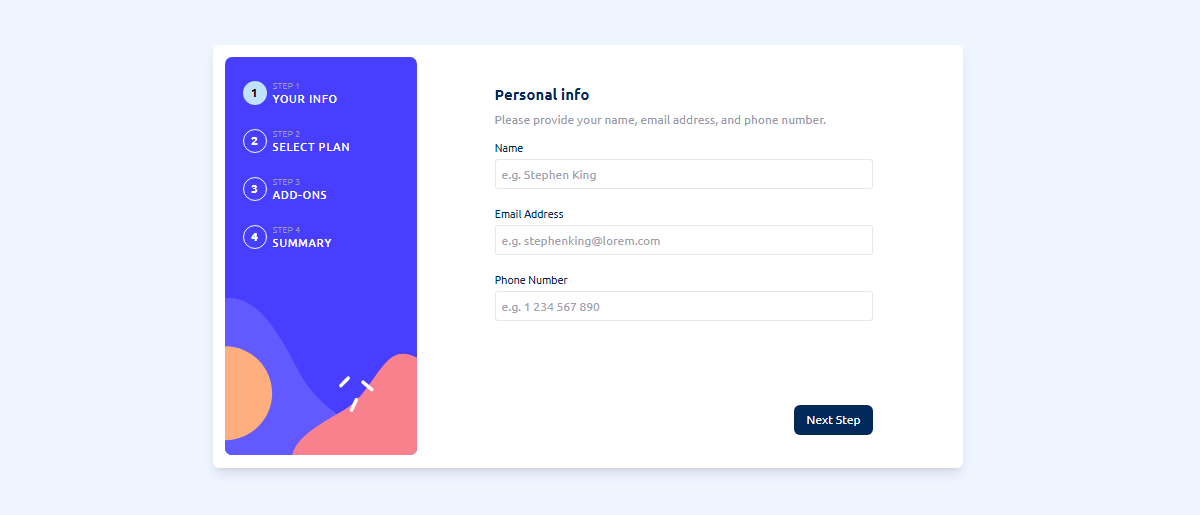 1
STEP 1
YOUR INFO
2
STEP 2
SELECT PLAN
3
STEP 3
ADD-ONS
4
STEP 4
SUMMARY
Personal info
Please provide your name, email address, and phone number.
Name
e.g. Stephen King
Email Address
e.g. stephenking@lorem.com
Phone Number
e.g. 1 234 567 890
Next Step